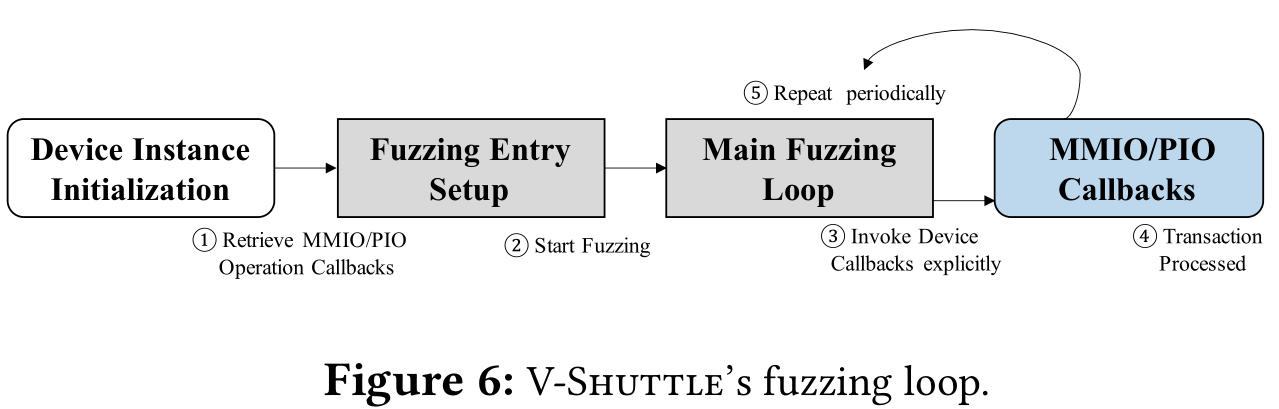 ⑤ Repeat periodically
Device Instance
Initialization
Fuzzing Entry
Setup
Main Fuzzing
Loop
MMIO/PIO
Callbacks
① Retrieve MMIO/PIO
Operation Callbacks
② Start Fuzzing
③ Invoke Device
Callbacks explicitly
④ Transaction
Processed
Figure 6: V-SHUTTLE's fuzzing loop.